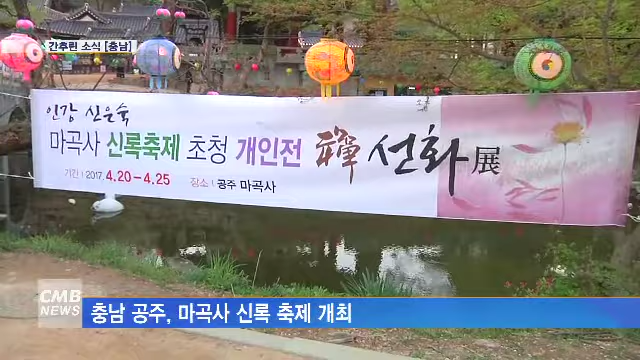 간추린 소식 [충남]
인강 신은숙
마곡사 신록축제 초청 개인전 禪 선화 展
기간 | 2017. 4.20 – 4.25 장소 | 공주 마곡사
CMB
NEWS
충남 공주, 마곡사 신록 축제 개최